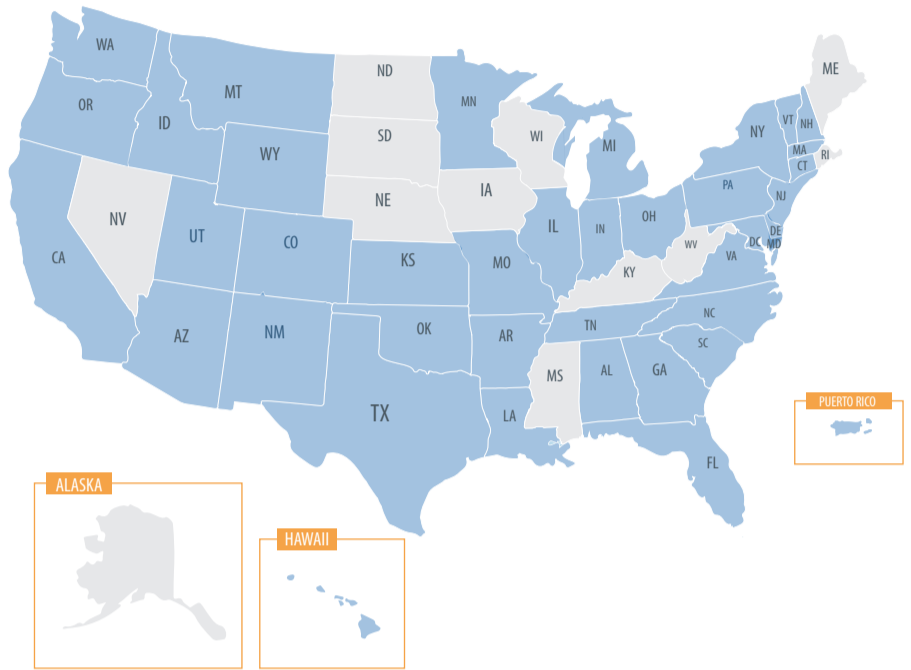 WA
ND
ME
MT
OR
MN
VT
NH
ID
SD
WI
NY
MI
MA
RI
WY
CT
PA
IA
NE
NJ
NV
OH
IL
IN
UT
DE
CO
DC
MD
WV
VA
CA
KS
MO
KY
NC
TN
OK
NM
AZ
AR
SC
MS
AL
GA
PUERTO RICO
TX
LA
FL
ALASKA
HAWAII